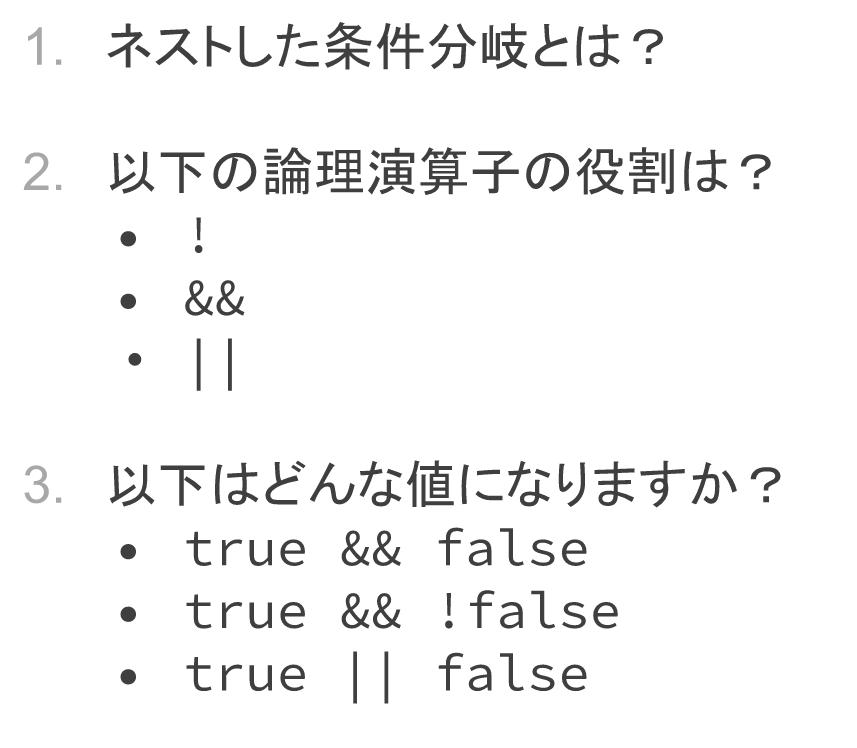 1. ネストした条件分岐とは？
2. 以下の論理演算子の役割は？
• !
• &&
• ||
3. 以下はどんな値になりますか？
• true && false
• true && !false
• true || false